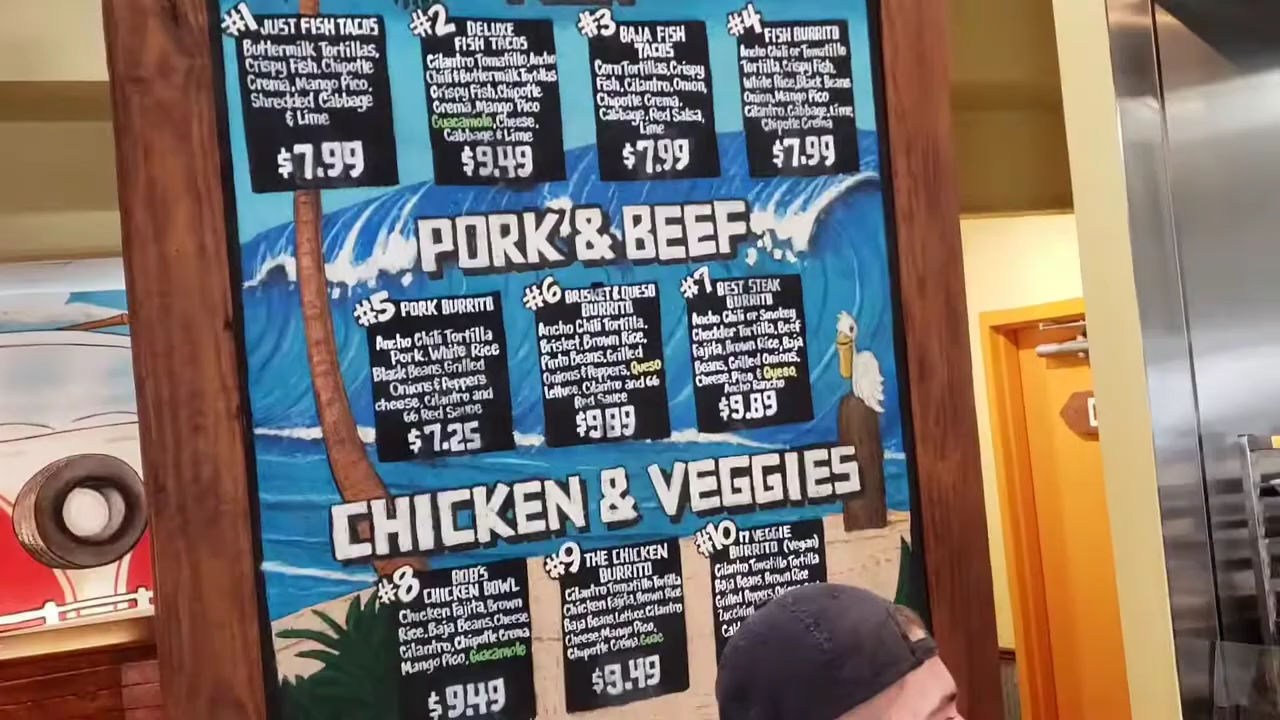 #1 JUST FISH TACOS
Buttermilk Tortillas,
Crispy Fish, Chipotle
Crema, Mango Pico,
Shredded Cabbage
& Lime
$7.99
#2 DELUXE
FISH TACOS
Cilantro Tomatillo, Ancho
Chili & Buttermilk Tortillas
Crispy Fish, Chipotle
Crema, Mango Pico
Guacamole, Cheese,
Cabbage & Lime
$9.49
#3 BAJA FISH
TACOS
Corn Tortillas, Crispy
Fish, Cilantro, Onion,
Chipotle Crema,
Cabbage, Red Salsa,
Lime
$7.99
#4 FISH BURRITO
Ancho Chili or Tomatillo
Tortilla, Crispy Fish,
White Rice, Black Beans
Onion, Mango Pico
Cilantro, Cabbage, Lime,
Chipotle Crema
$7.99
PORK & BEEF
#5 PORK BURRITO
Ancho Chili Tortilla
Pork, White Rice
Black Beans, Grilled
Onions & Peppers
cheese, Cilantro and
66 Red Sauce
$7.25
#6 BRISKET & QUESO
BURRITO
Ancho Chili Tortilla,
Brisket, Brown Rice,
Pinto Beans, Grilled
Onions & Peppers, Queso
Lettuce, Cilantro and 66
Red Sauce
$9.89
#7 BEST STEAK
BURRITO
Ancho Chili or Smokey
Chedder Tortilla, Beef
Fajita, Brown Rice, Baja
Beans, Grilled Onions,
Cheese, Pico & Queso,
Ancho Rancho
$9.89
CHICKEN & VEGGIES
#8 BOB'S
CHICKEN BOWL
Chicken Fajita, Brown
Rice, Baja Beans, Cheese
Cilantro, Chipotle Crema
Mango Pico, Guacamole
$9.49
#9 THE CHICKEN
BURRITO
Cilantro Tomatillo Tortilla
Chicken Fajita, Brown Rice
Baja Beans, Lettuce, Cilantro
Cheese, Mango Pico,
Chipotle Crema, Guac
$9.49
#10 17 VEGGIE
BURRITO (Vegan)
Cilantro Tomatillo Tortilla
Baja Beans, Brown Rice
Grilled Peppers,